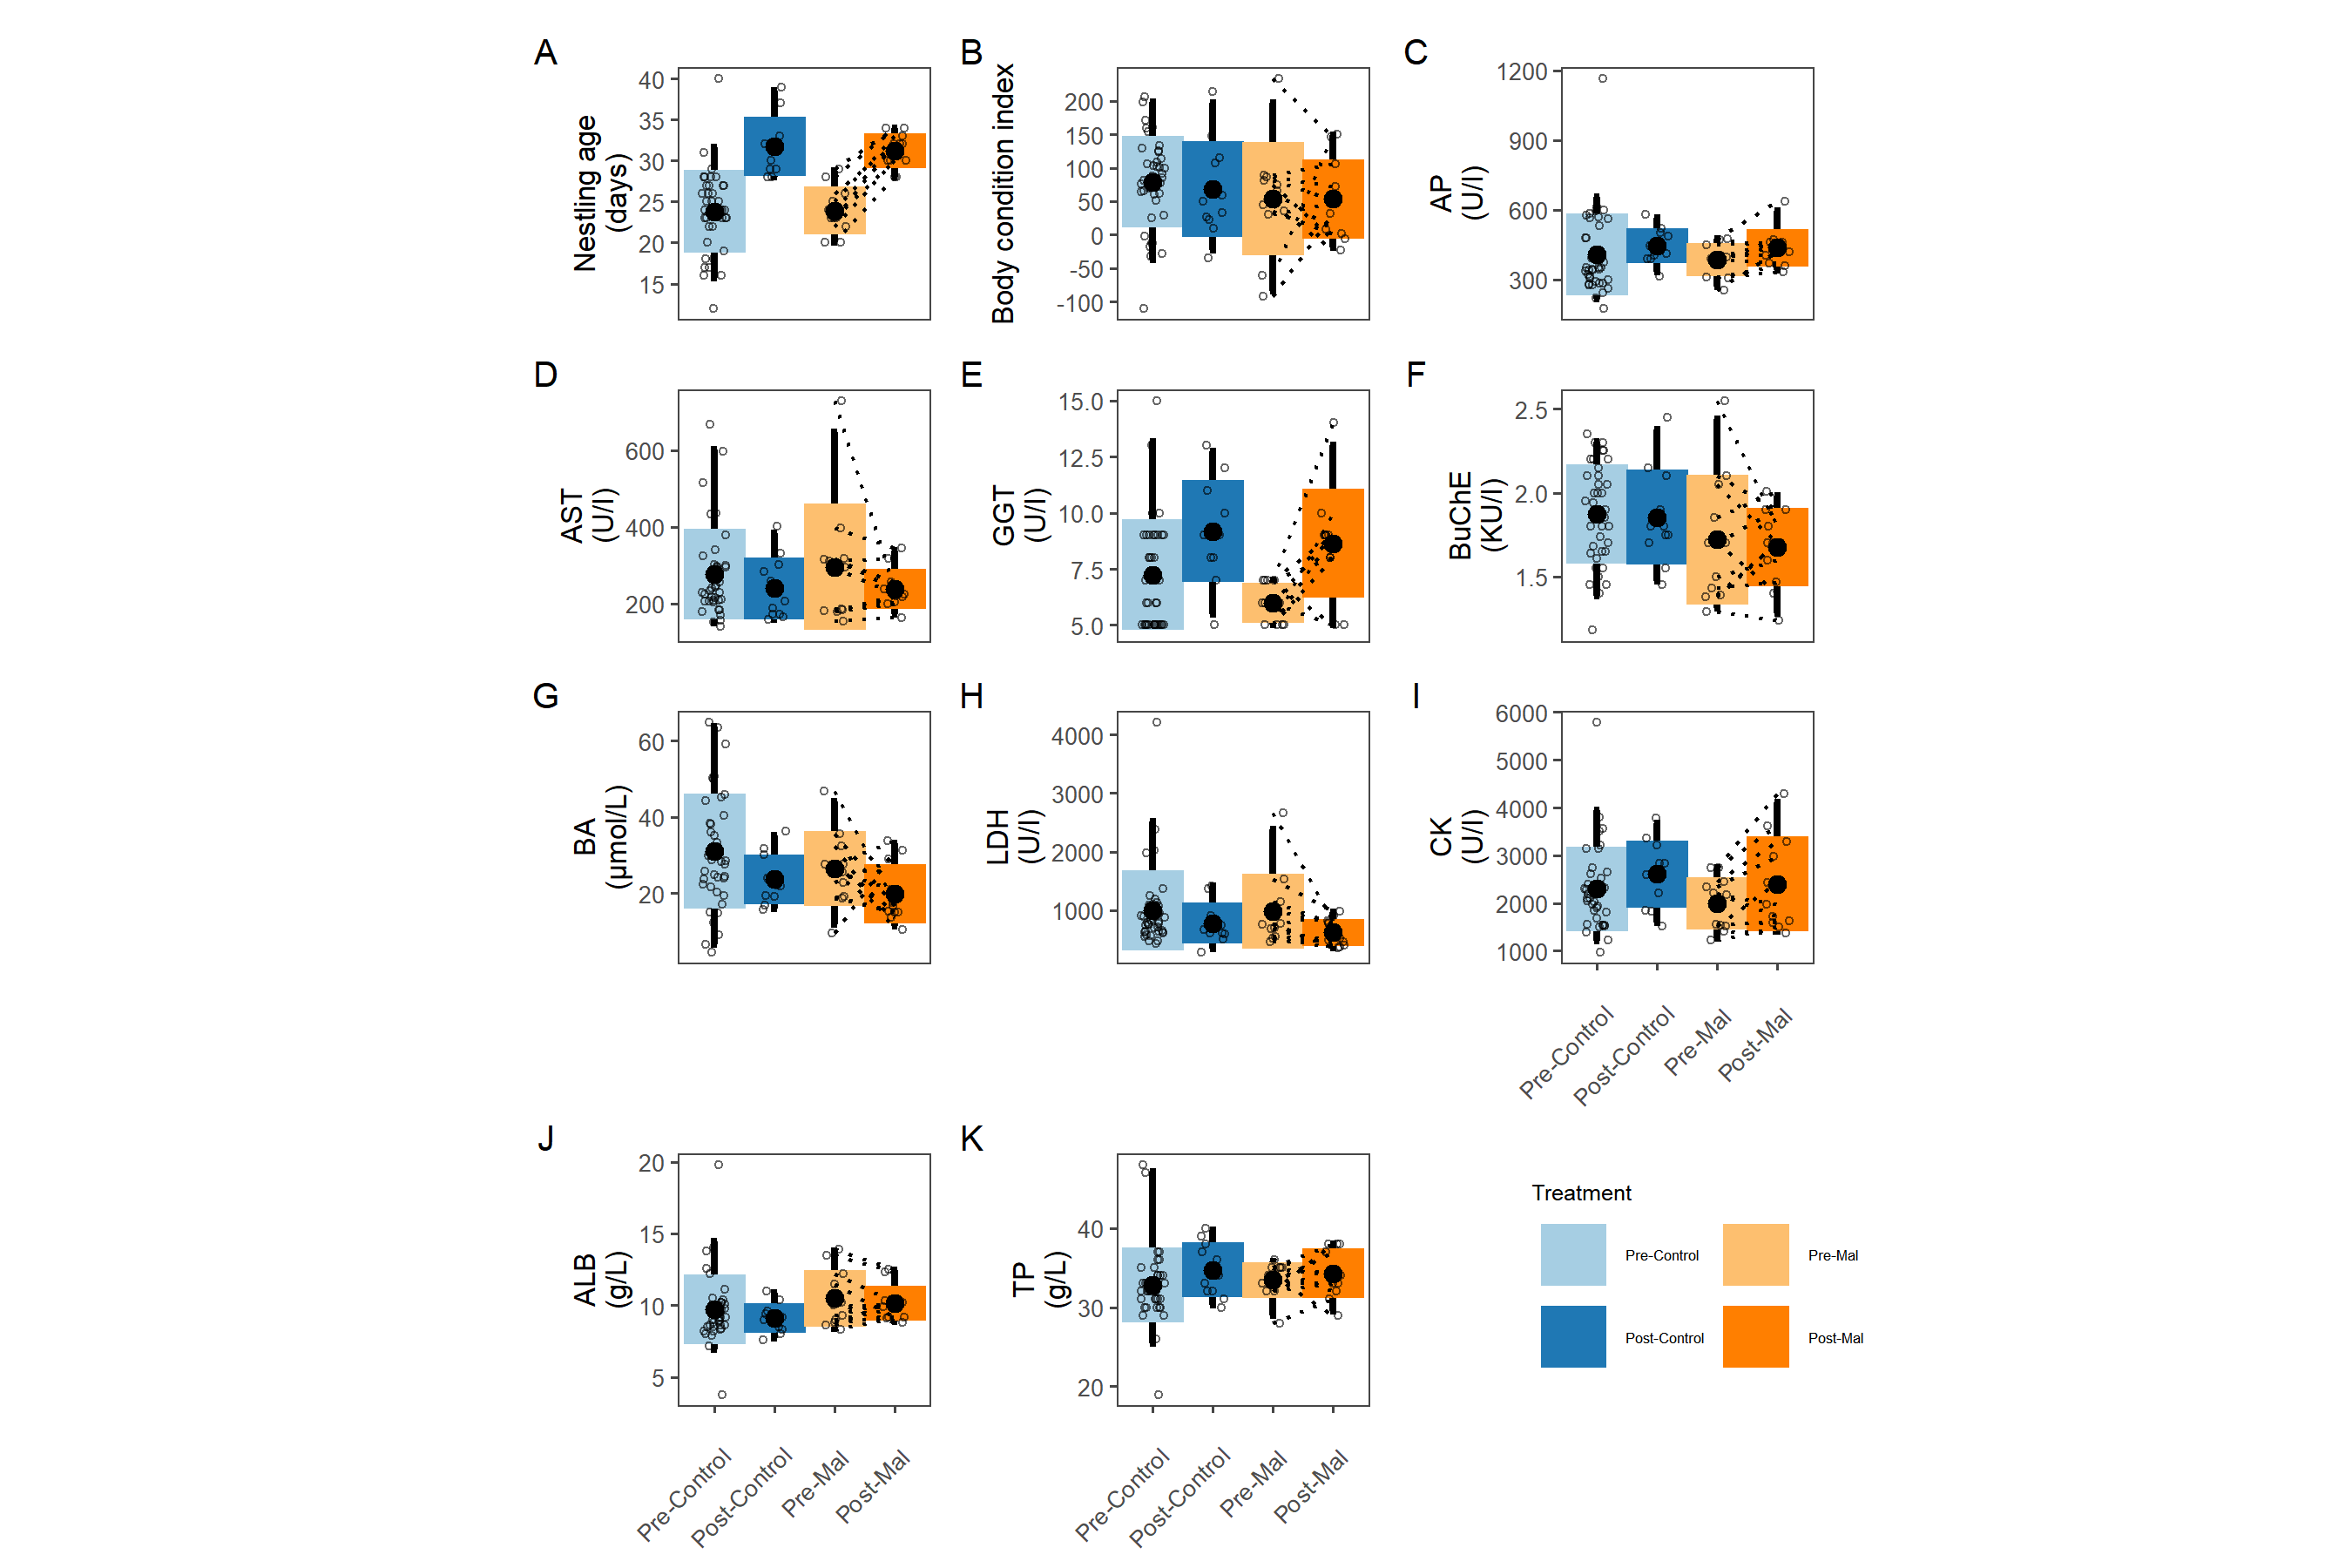 A
Nestling age
(days)
40
35
30
25
20
15
B
Body condition index
200
150
100
50
0
-50
-100
C
AP
(U/l)
1200
900
600
300
D
AST
(U/l)
600
400
200
E
GGT
(U/l)
15.0
12.5
10.0
7.5
5.0
F
BuChE
(KU/l)
2.5
2.0
1.5
G
BA
(µmol/L)
60
40
20
H
LDH
(U/l)
4000
3000
2000
1000
I
CK
(U/l)
6000
5000
4000
3000
2000
1000
Pre-Control
Post-Control
Pre-Mal
Post-Mal
J
ALB
(g/L)
20
15
10
5
Pre-Control
Post-Control
Pre-Mal
Post-Mal
K
TP
(g/L)
40
30
20
Pre-Control
Post-Control
Pre-Mal
Post-Mal
Treatment
Pre-Control
Pre-Mal
Post-Control
Post-Mal